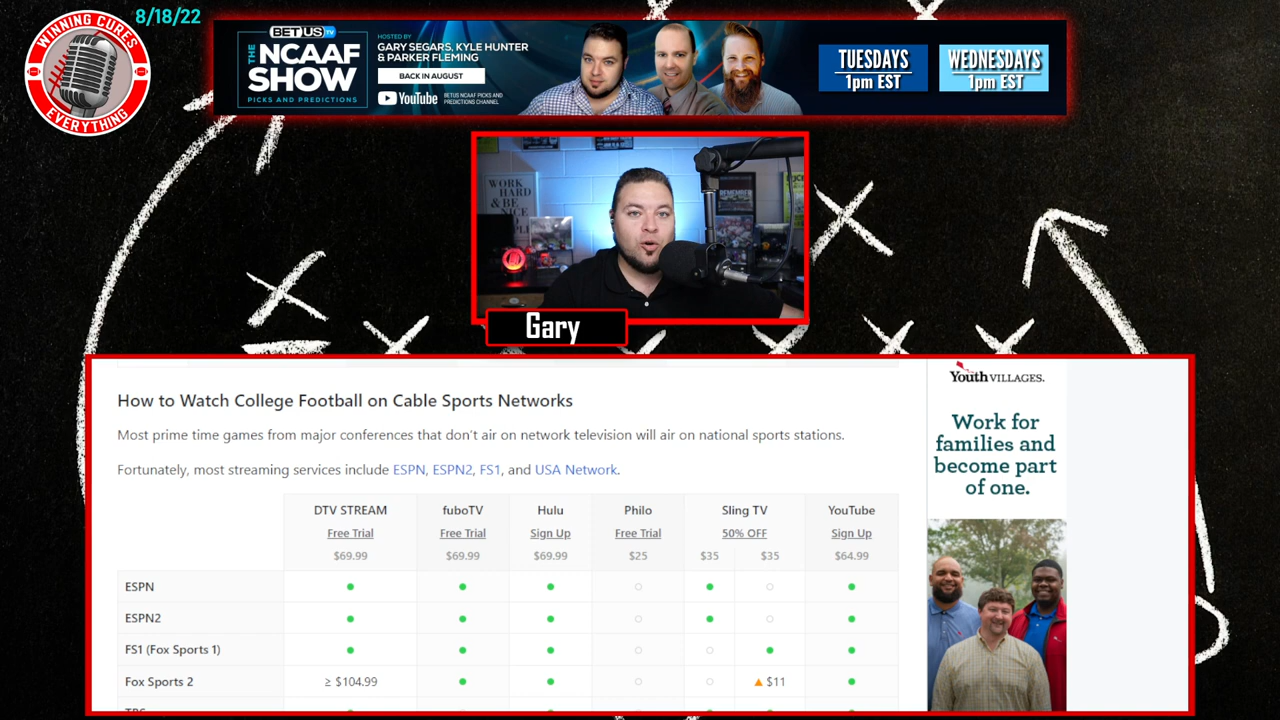 WINNING CURES
EVERYTHING
8/18/22
BETUS TV
THE
NCAAF
SHOW
PICKS AND PREDICTIONS
HOSTED BY
GARY SEGARS, KYLE HUNTER
& PARKER FLEMING
BACK IN AUGUST
YouTube
BETUS NCAAF PICKS AND
PREDICTIONS CHANNEL
TUESDAYS
1pm EST
WEDNESDAYS
1pm EST
WORK
HARD
& BE
NICE
REMEMBER
Gary
How to Watch College Football on Cable Sports Networks
Most prime time games from major conferences that don't air on network television will air on national sports stations.
Fortunately, most streaming services include ESPN, ESPN2, FS1, and USA Network.
DTV STREAM fuboTV Hulu Philo Sling TV YouTube
Free Trial Free Trial Sign Up Free Trial 50% OFF Sign Up
$69.99 $69.99 $69.99 $25 $35 $35 $64.99
ESPN
ESPN2
FS1 (Fox Sports 1)
Fox Sports 2 ≥ $104.99 $11
TBS
Youth VILLAGES.
Work for
families and
become part
of one.